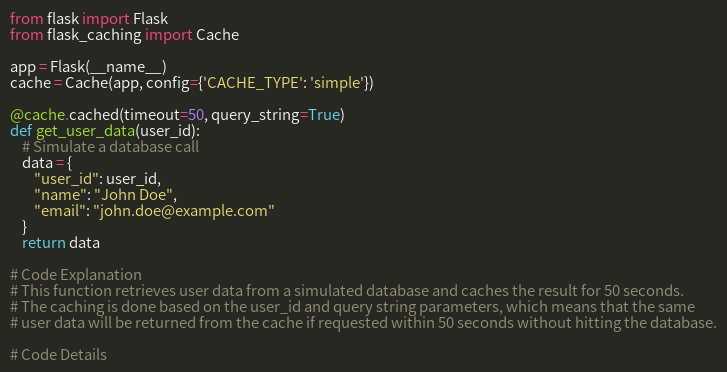 from flask import Flask
from flask_caching import Cache

app = Flask(__name__)
cache = Cache(app, config={'CACHE_TYPE': 'simple'})

@cache.cached(timeout=50, query_string=True)
def get_user_data(user_id):
    # Simulate a database call
    data = {
        "user_id": user_id,
        "name": "John Doe",
        "email": "john.doe@example.com"
    }
    return data

# Code Explanation
# This function retrieves user data from a simulated database and caches the result for 50 seconds.
# The caching is done based on the user_id and query string parameters, which means that the same
# user data will be returned from the cache if requested within 50 seconds without hitting the database.

# Code Details